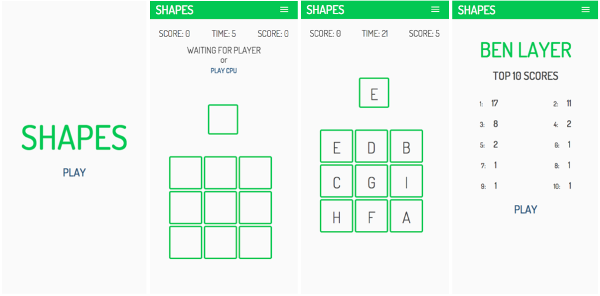 SHAPES
PLAY
SHAPES
SCORE: 0 TIME: 5 SCORE: 0
WAITING FOR PLAYER
or
PLAY CPU
SHAPES
SCORE: 0 TIME: 21 SCORE: 5
E
E D B
C G I
H F A
SHAPES
BEN LAYER
TOP 10 SCORES
1: 17 2: 11
3: 8 4: 2
5: 2 6: 1
7: 1 8: 1
9: 1 10: 1
PLAY